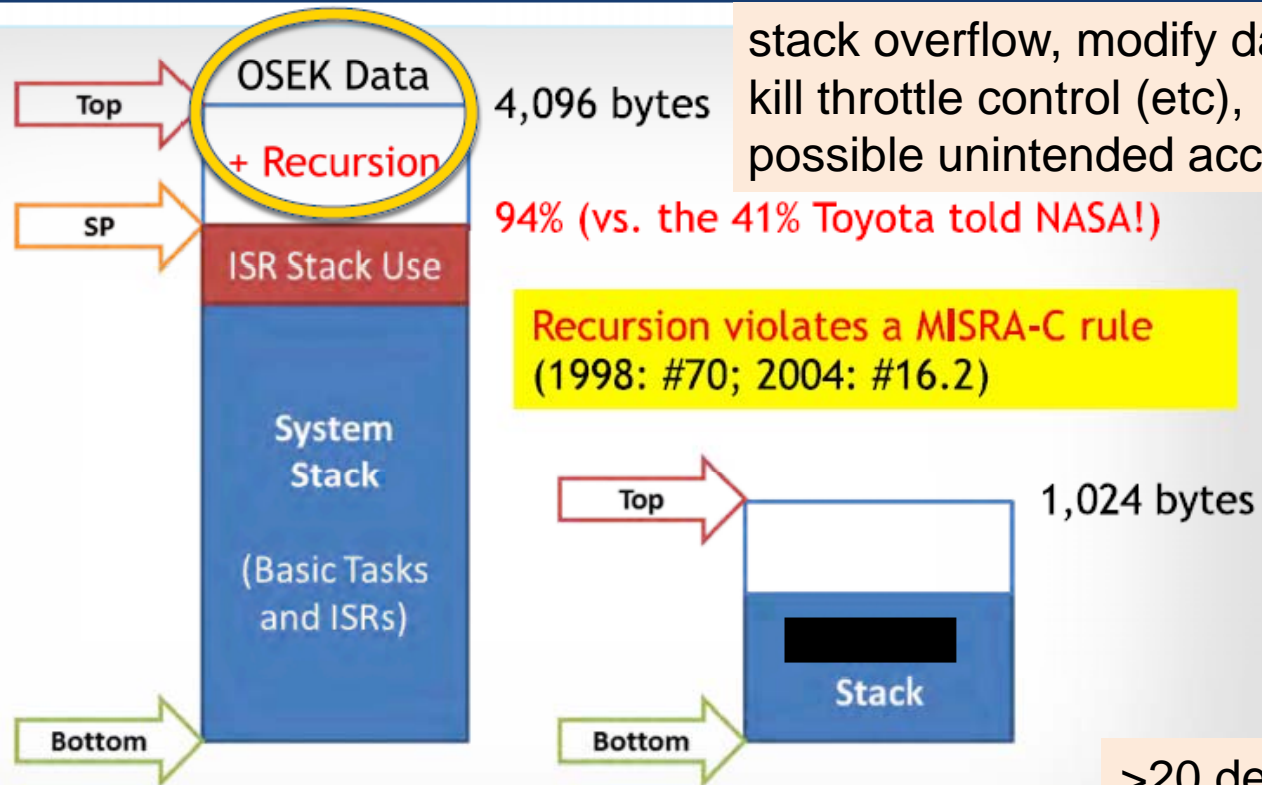 stack overflow, modify
kill throttle control (etc),
possible unintended
OSEK Data
Top
4,096 bytes
+ Recursion
SP
94% (vs. the 41% Toyota told NASA!)
ISR Stack Use
Recursion violates a MISRA-C rule
(1998: #70; 2004: #16.2)
System
Stack
(Basic Tasks
and ISRs)
Top
1,024 bytes
Stack
Bottom
Bottom
>20